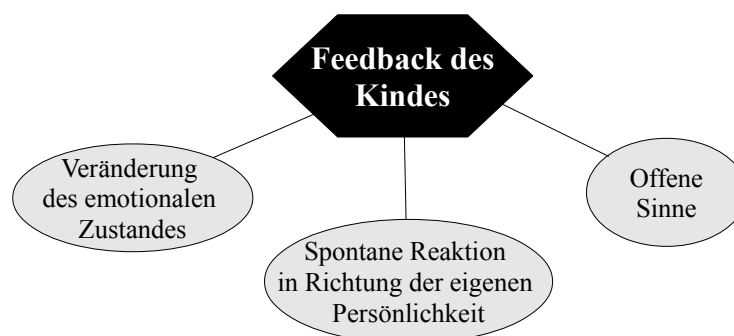 Feedback des
Kindes
Veränderung
des emotionalen
Zustandes
Spontane Reaktion
in Richtung der eigenen
Persönlichkeit
Offene
Sinne